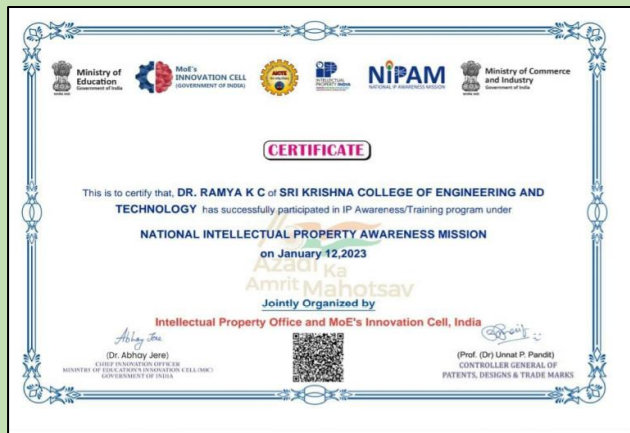 Ministry of
Education
Government of India
MoE's
INNOVATION CELL
(GOVERNMENT OF INDIA)
AICTE
iP
INTELLECTUAL
PROPERTY INDIA
NiPAM
NATIONAL IP AWARENESS MISSION
Ministry of Commerce
and Industry
Government of India
CERTIFICATE
This is to certify that, DR. RAMYA K C of SRI KRISHNA COLLEGE OF ENGINEERING AND
TECHNOLOGY has successfully participated in IP Awareness/Training program under
NATIONAL INTELLECTUAL PROPERTY AWARENESS MISSION
on January 12,2023
Azadi Ka
Amrit Mahotsav
Jointly Organized by
Intellectual Property Office and MoE's Innovation Cell, India
Abhay Jere
(Dr. Abhay Jere)
CHIEF INNOVATION OFFICER
MINISTRY OF EDUCATION'S INNOVATION CELL(MIC)
GOVERNMENT OF INDIA
(Prof. (Dr) Unnat P. Pandit)
CONTROLLER GENERAL OF
PATENTS, DESIGNS & TRADE MARKS